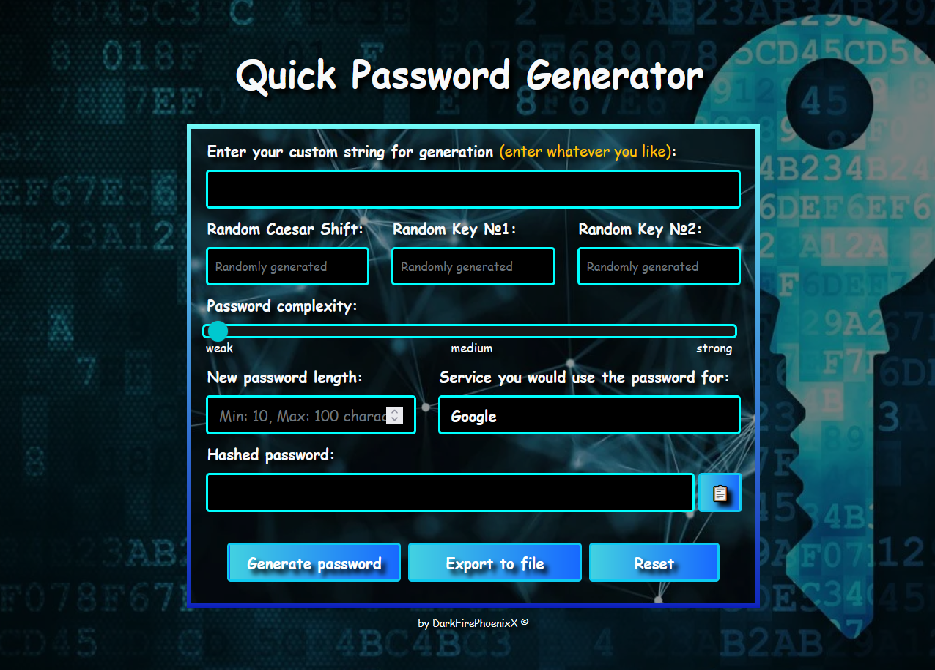 Quick Password Generator
Enter your custom string for generation (enter whatever you like):
Random Caesar Shift: Random Key №1: Random Key №2:
Randomly generated Randomly generated Randomly generated
Password complexity:
weak medium strong
New password length: Service you would use the password for:
Min: 10, Max: 100 charac Google
Hashed password:
Generate password Export to file Reset
by DarkFirePhoenixX ©